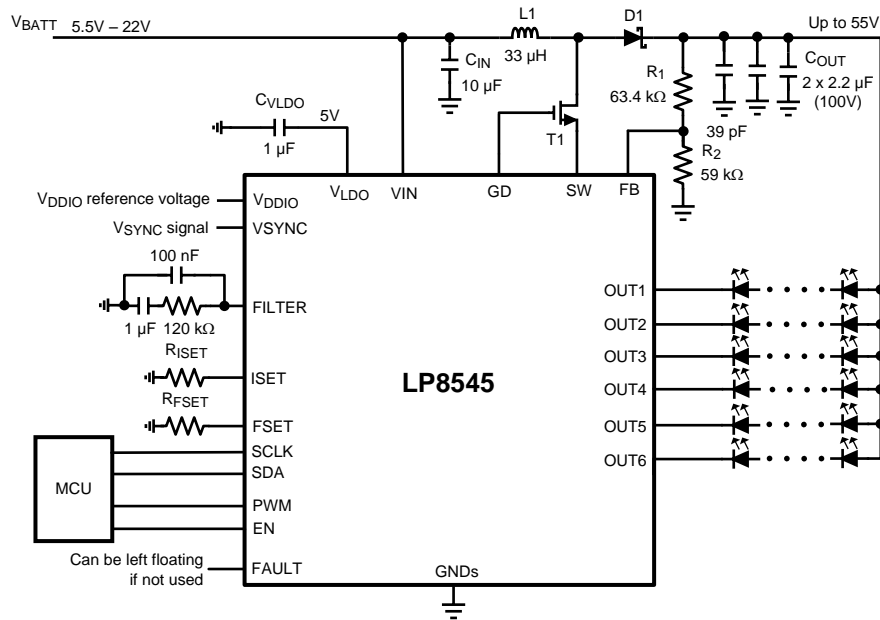 VBATT 5.5V – 22V
L1
33 µH
D1
Up to 55V
CIN
10 µF
R1
63.4 kΩ
COUT
2 x 2.2 µF
(100V)
39 pF
R2
59 kΩ
T1
CVLDO
5V
1 µF
VLDO
VIN
GD
SW
FB
VDDIO reference voltage
VDDIO
VSYNC signal
VSYNC
100 nF
1 µF
120 kΩ
FILTER
RISET
ISET
RFSET
FSET
MCU
SCLK
SDA
PWM
EN
Can be left floating
if not used
FAULT
LP8545
OUT1
OUT2
OUT3
OUT4
OUT5
OUT6
GNDs